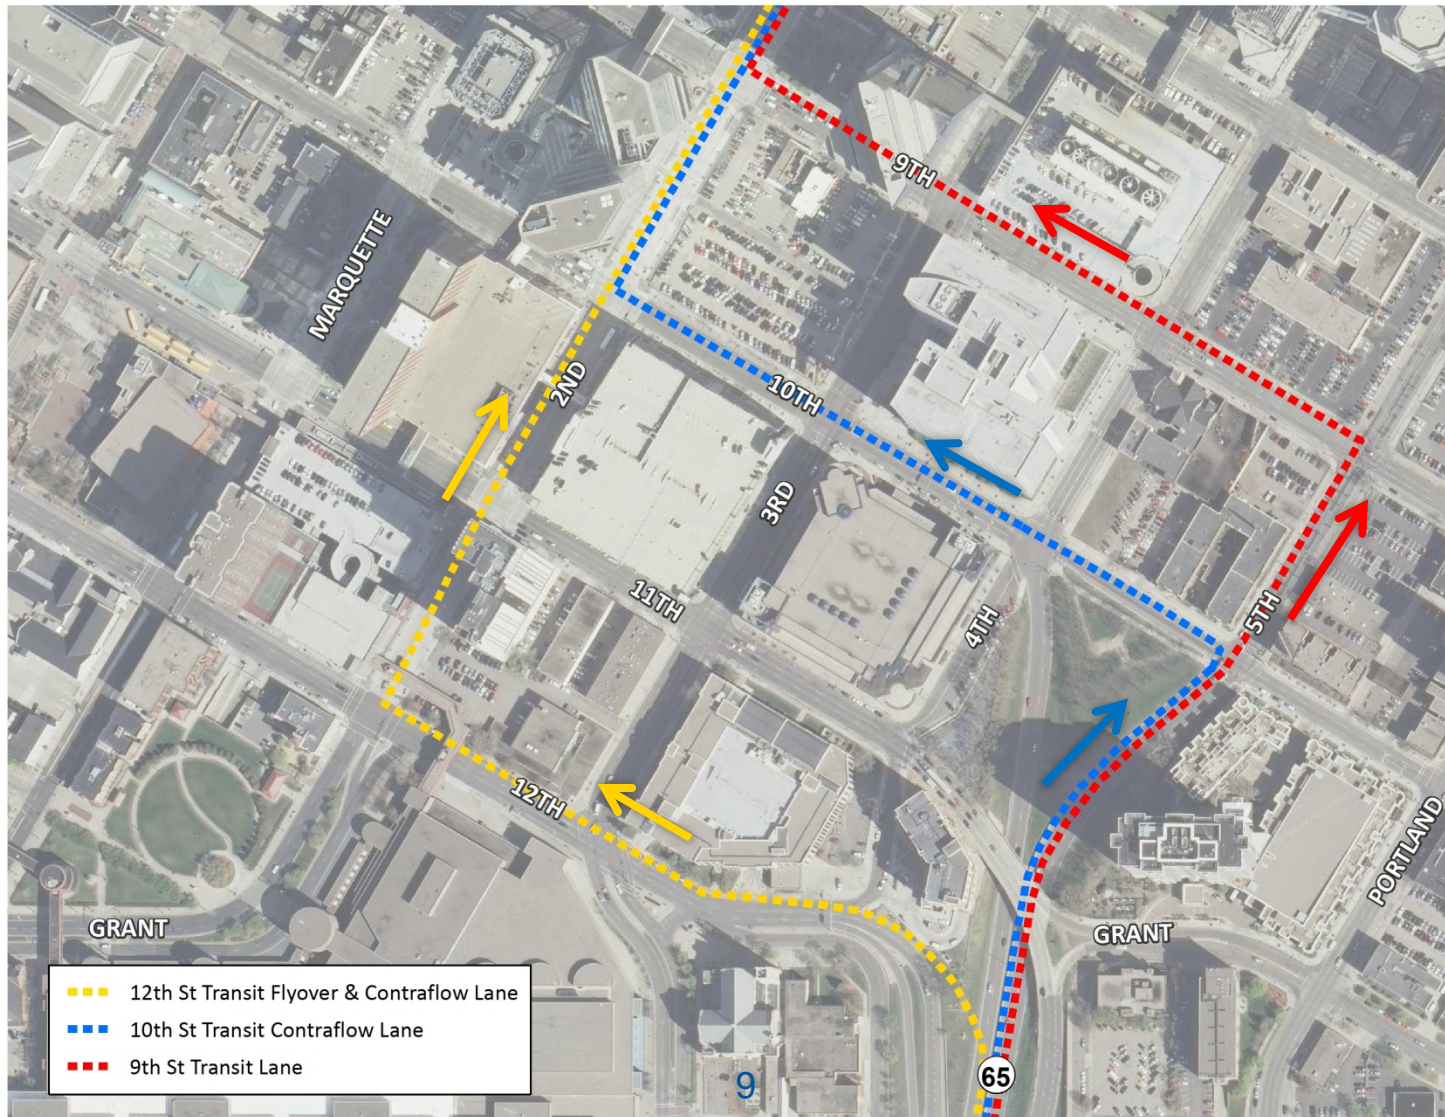 9TH
MARQUETTE
2ND
10TH
3RD
11TH
4TH
5TH
12TH
PORTLAND
GRANT
GRANT
12th St Transit Flyover & Contraflow Lane
10th St Transit Contraflow Lane
9th St Transit Lane
65
9